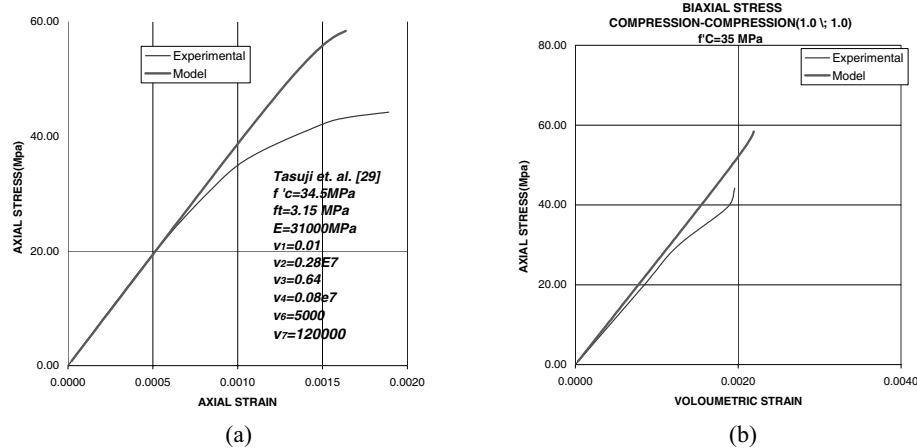 60.00
40.00
20.00
0.00
AXIAL STRESS(Mpa)
Experimental
Model
Tasuji et. al. [29]
f 'c=34.5MPa
ft=3.15 MPa
E=31000MPa
v1=0.01
v2=0.28E7
v3=0.64
v4=0.08e7
v6=5000
v7=120000
0.0000 0.0005 0.0010 0.0015 0.0020
AXIAL STRAIN
(a)
BIAXIAL STRESS
COMPRESSION-COMPRESSION(1.0 \; 1.0)
f'C=35 MPa
80.00
60.00
40.00
20.00
0.00
AXIAL STRESS(Mpa)
Experimental
Model
0.0000 0.0020 0.0040
VOLOUMETRIC STRAIN
(b)